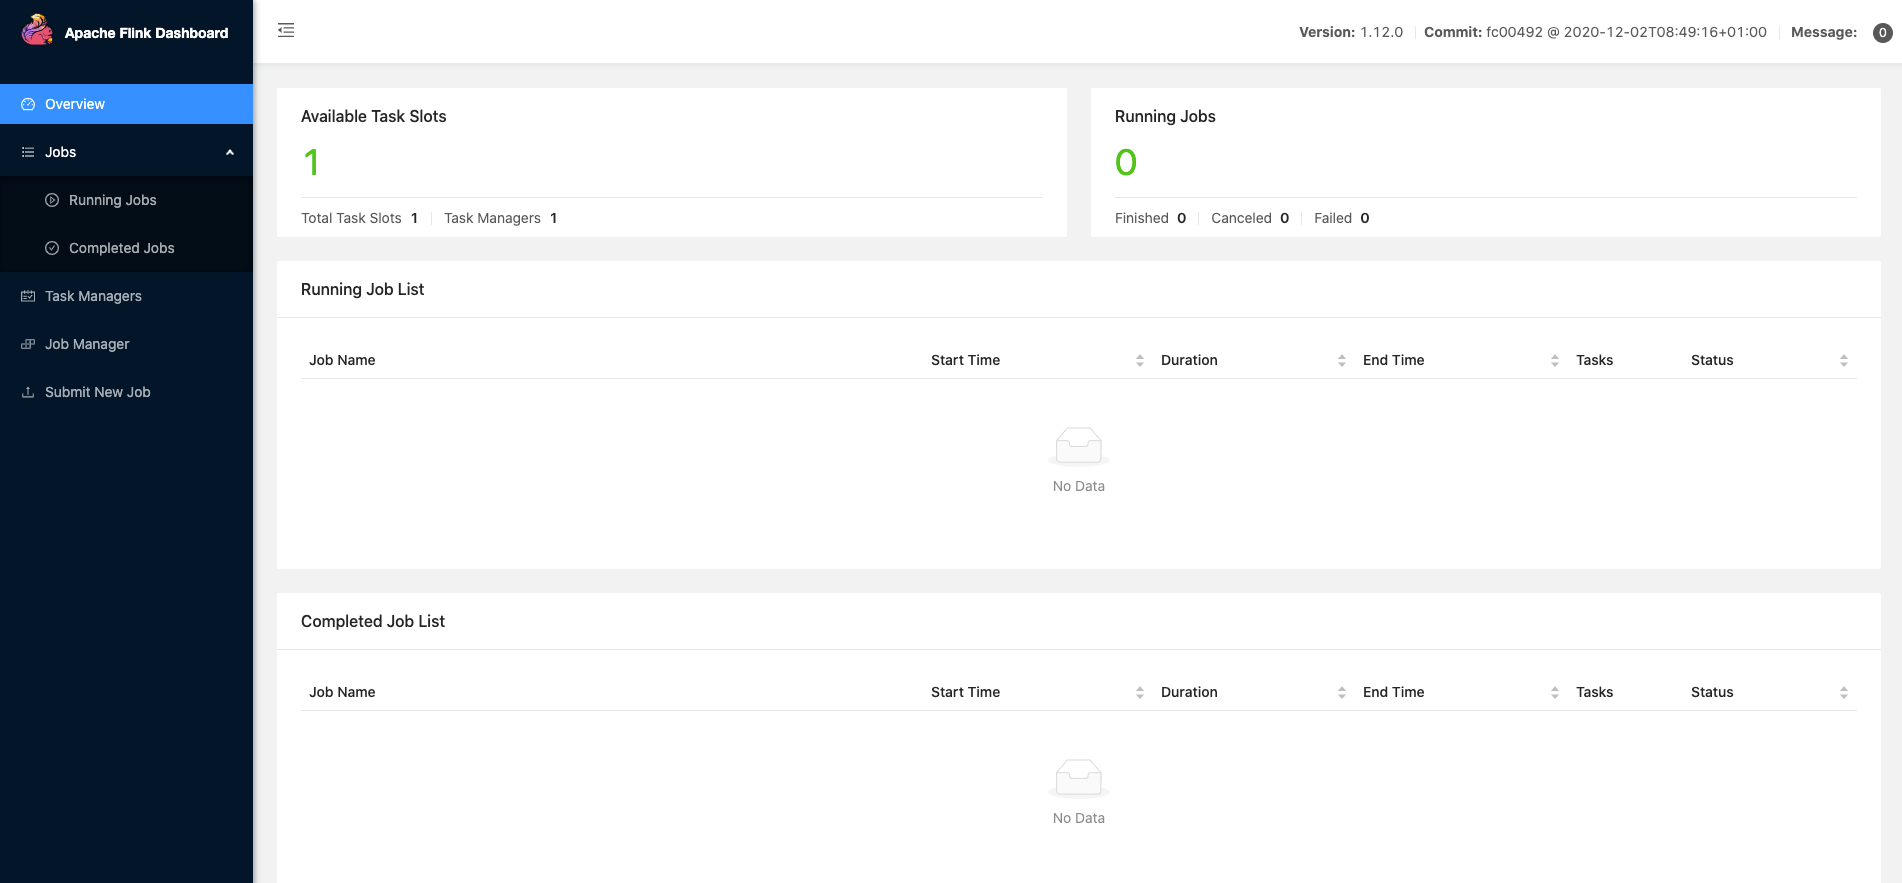 Apache Flink Dashboard
Version: 1.12.0 Commit: fc00492 @ 2020-12-02T08:49:16+01:00 Message: 0
Overview
Jobs
Running Jobs
Completed Jobs
Task Managers
Job Manager
Submit New Job
Available Task Slots
1
Total Task Slots 1 Task Managers 1
Running Jobs
0
Finished 0 Canceled 0 Failed 0
Running Job List
Job Name Start Time Duration End Time Tasks Status
No Data
Completed Job List
Job Name Start Time Duration End Time Tasks Status
No Data